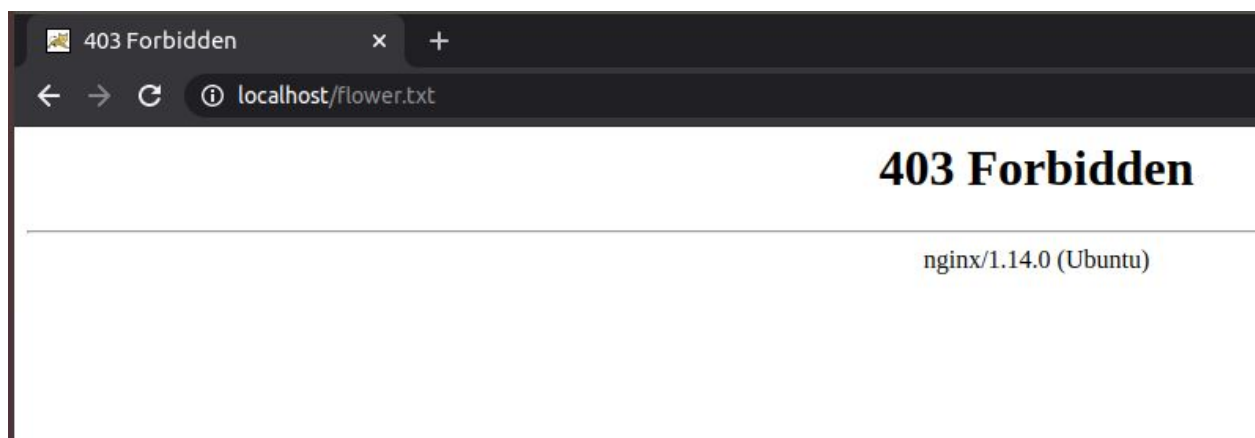 403 Forbidden
localhost/flower.txt
403 Forbidden
nginx/1.14.0 (Ubuntu)